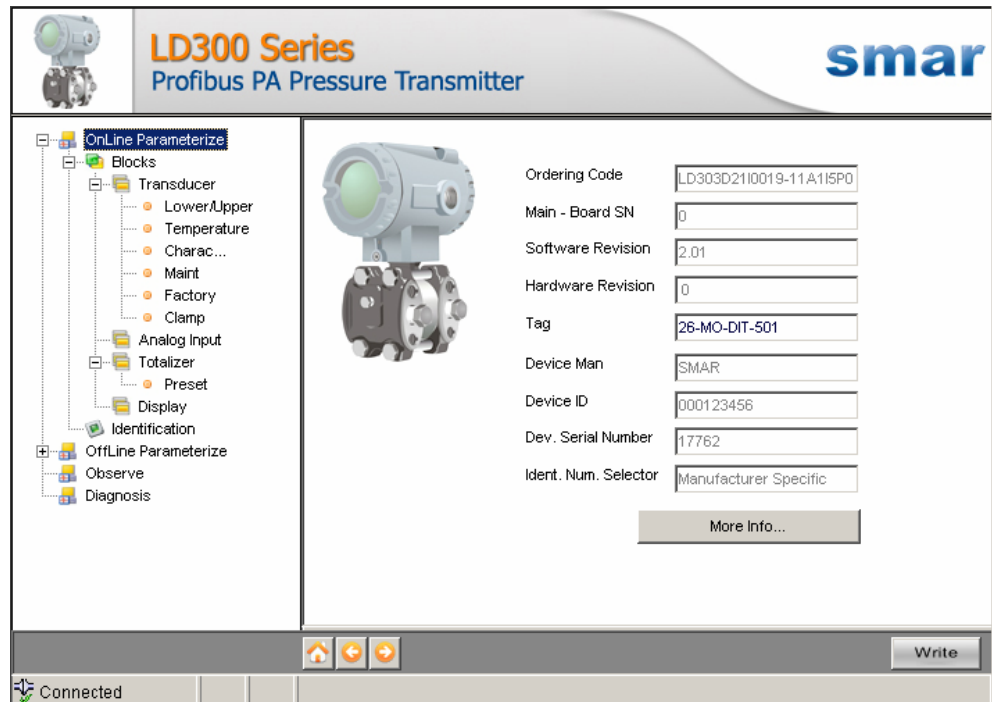 LD300 Series
Profibus PA Pressure Transmitter
smar
OnLine Parameterize
Blocks
Transducer
Lower/Upper
Temperature
Charac...
Maint
Factory
Clamp
Analog Input
Totalizer
Preset
Display
Identification
OffLine Parameterize
Observe
Diagnosis
Ordering Code LD303D21I0019-11A1I5P0
Main - Board SN 0
Software Revision 2.01
Hardware Revision 0
Tag 26-MO-DIT-501
Device Man SMAR
Device ID 000123456
Dev. Serial Number 17762
Ident. Num. Selector Manufacturer Specific
More Info...
Write
Connected